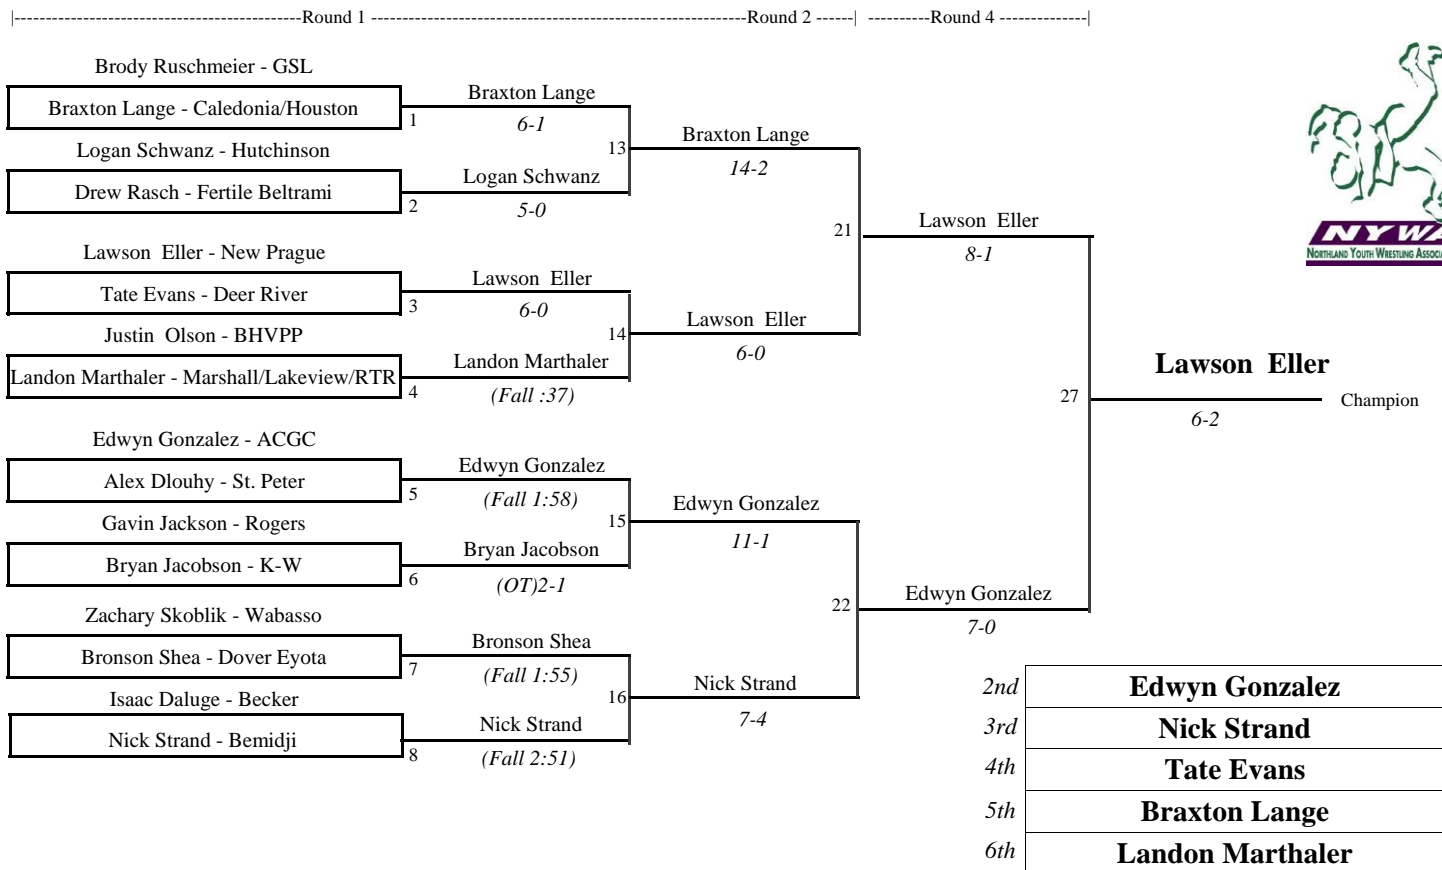 |------------------------------------------Round 1 -------------------------------------------------------Round 2 ------| ----------Round 4 --------------|
Brody Ruschmeier - GSL
Braxton Lange - Caledonia/Houston
1
Logan Schwanz - Hutchinson
Drew Rasch - Fertile Beltrami
2
Lawson  Eller - New Prague
Tate Evans - Deer River
3
Justin  Olson - BHVPP
Landon Marthaler - Marshall/Lakeview/RTR
4
Edwyn Gonzalez - ACGC
Alex Dlouhy - St. Peter
5
Gavin Jackson - Rogers
Bryan Jacobson - K-W
6
Zachary Skoblik - Wabasso
Bronson Shea - Dover Eyota
7
Isaac Daluge - Becker
Nick Strand - Bemidji
8
Braxton Lange
6-1
13
Logan Schwanz
5-0
Lawson  Eller
6-0
14
Landon Marthaler
(Fall :37)
Edwyn Gonzalez
(Fall 1:58)
15
Bryan Jacobson
(OT)2-1
Bronson Shea
(Fall 1:55)
16
Nick Strand
(Fall 2:51)
Braxton Lange
14-2
21
Lawson  Eller
6-0
Edwyn Gonzalez
11-1
22
Nick Strand
7-4
Lawson  Eller
8-1
27
Edwyn Gonzalez
7-0
NYWA
NORTHLAND YOUTH WRESTLING ASSOCIA
Lawson  Eller
Champion
6-2
2nd Edwyn Gonzalez
3rd Nick Strand
4th Tate Evans
5th Braxton Lange
6th Landon Marthaler